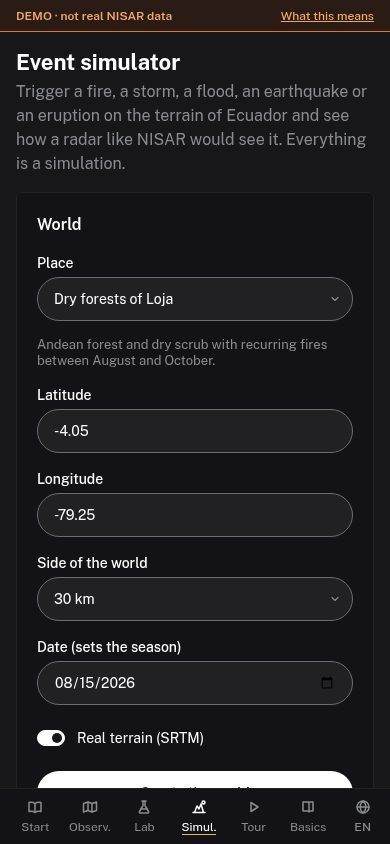 DEMO · not real NISAR data
What this means
Event simulator
Trigger a fire, a storm, a flood, an earthquake or
an eruption on the terrain of Ecuador and see
how a radar like NISAR would see it. Everything
is a simulation.
World
Place
Dry forests of Loja
Andean forest and dry scrub with recurring fires
between August and October.
Latitude
-4.05
Longitude
-79.25
Side of the world
30 km
Date (sets the season)
08/15/2026
Real terrain (SRTM)
Start
Observ.
Lab
Simul.
Tour
Basics
EN